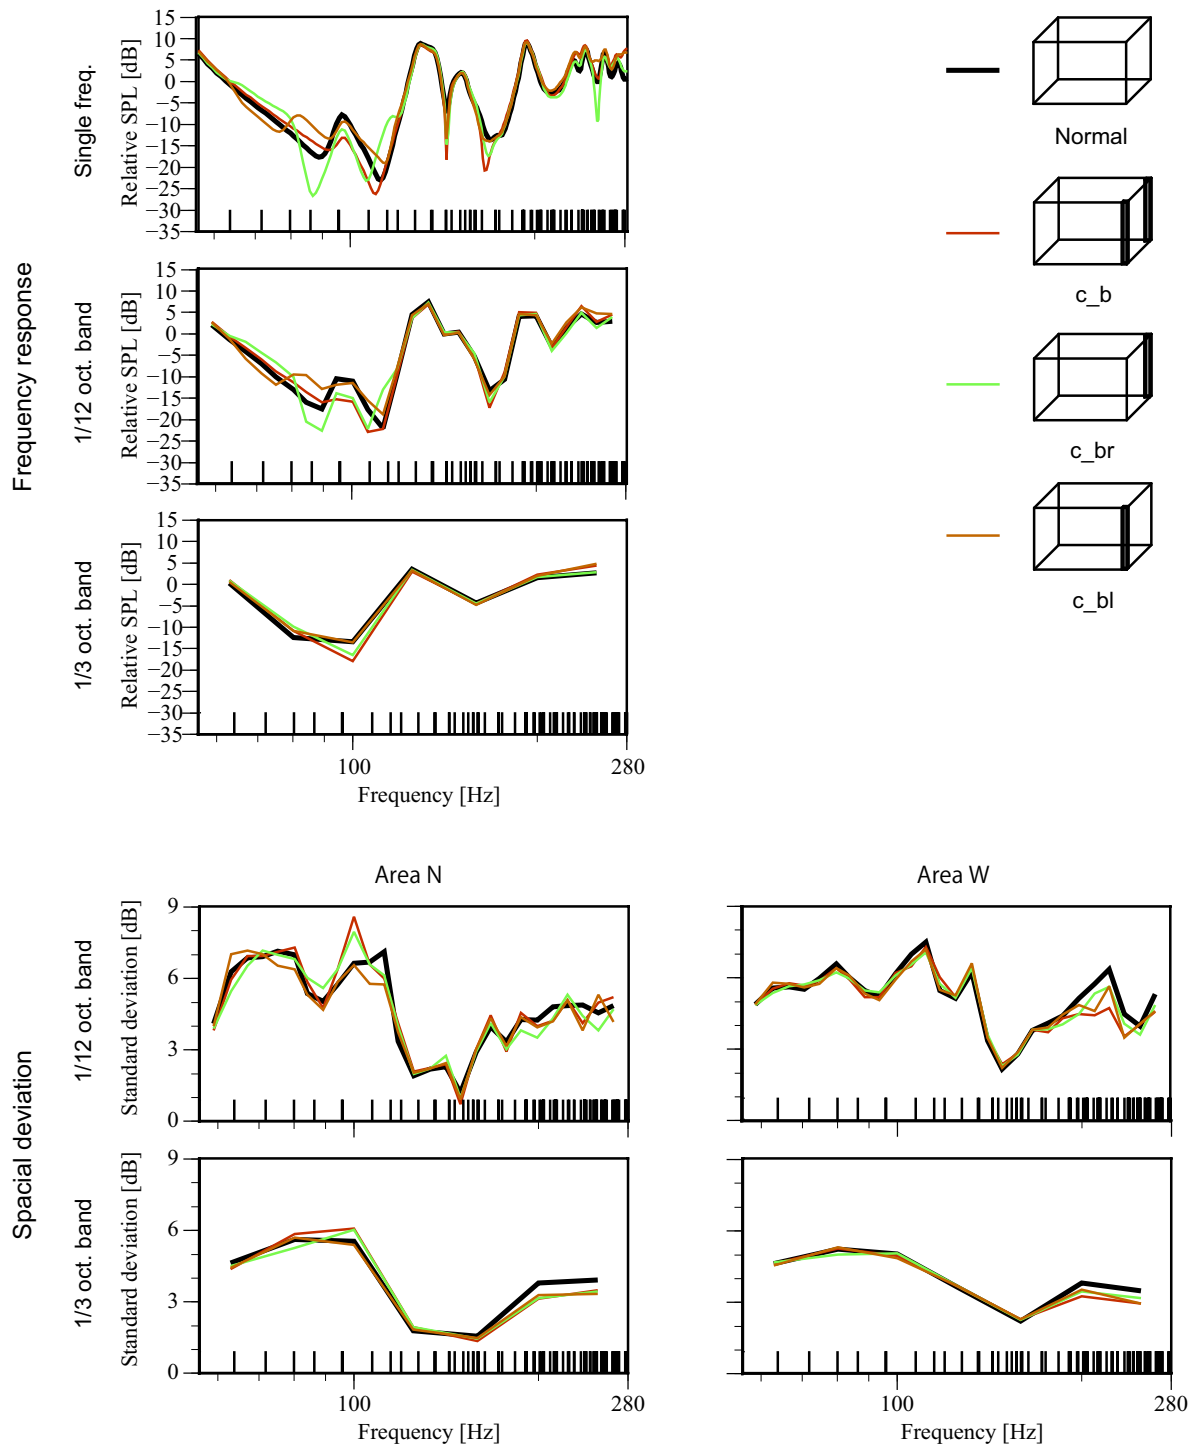 Frequency response
Single freq.
Relative SPL [dB]
15
10
5
0
−5
−10
−15
−20
−25
−30
−35
1/12 oct. band
Relative SPL [dB]
15
10
5
0
−5
−10
−15
−20
−25
−30
−35
1/3 oct. band
Relative SPL [dB]
15
10
5
0
−5
−10
−15
−20
−25
−30
−35
100
280
Frequency [Hz]
Normal
c_b
c_br
c_bl
Spacial deviation
Area N
Area W
1/12 oct. band
Standard deviation [dB]
9
6
3
0
1/3 oct. band
Standard deviation [dB]
9
6
3
0
100
280
Frequency [Hz]
100
280
Frequency [Hz]